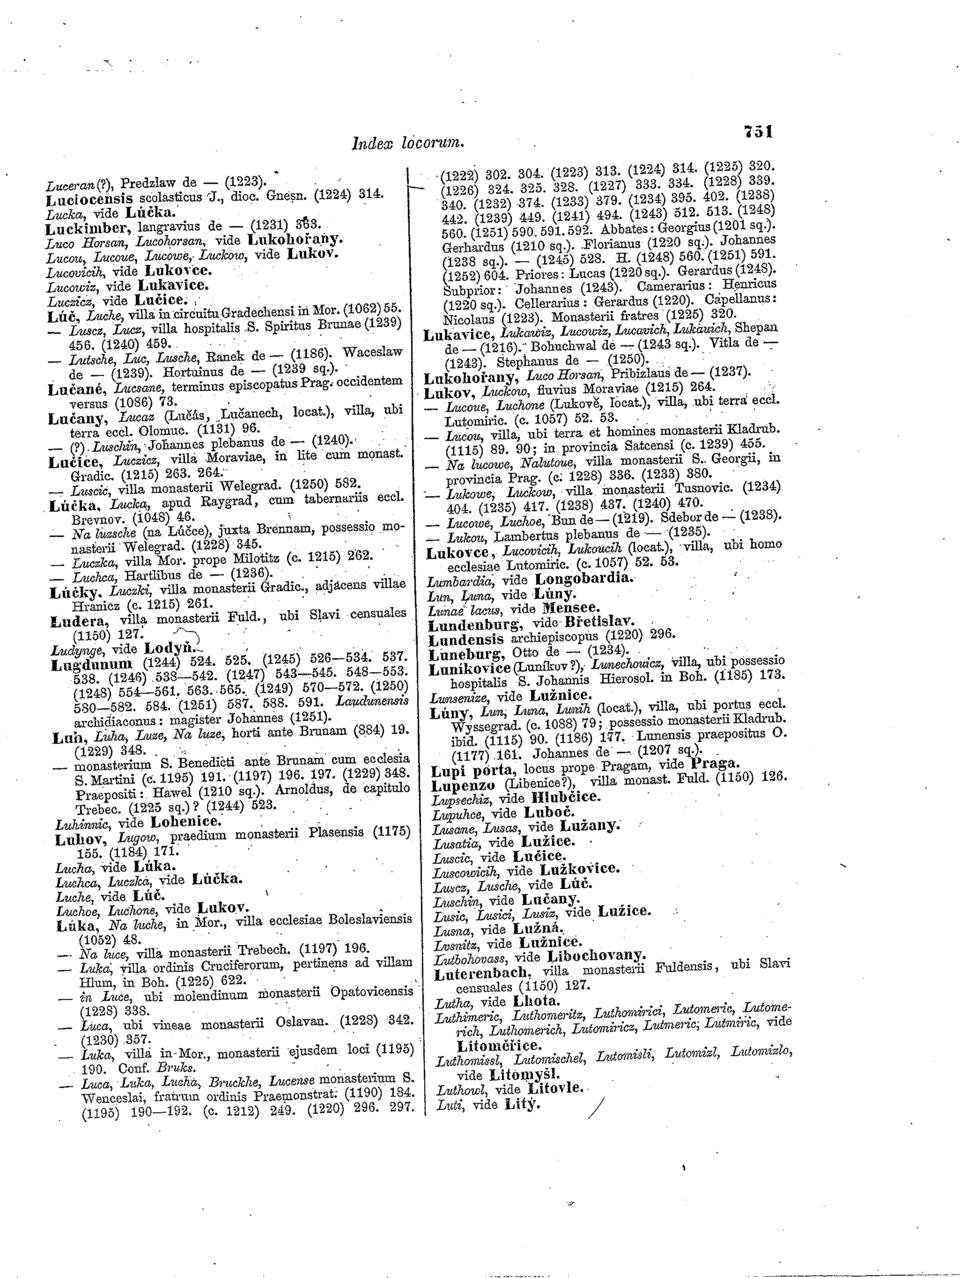 Index locorum.
751
Luceran (?), Predzlaw de — (1223).
Luciocensis scolasticus J., dioc. Gnesn. (1224) 314.
Lucka, vide Lúčka.
Luckimber, langravius de — (1231) 363.
Luco Horsan, Lucohorsan, vide Lukohořany.
Lucou, Lucoue, Lucowe, Luckow, vide Lukov.
Lucovicih, vide Lukovce.
Lucowiz, vide Lukavice.
Luczicz, vide Lučice.
Lúč, Luche, villa in circuitu Gradechensi in Mor. (1062) 55.
— Luscz, Lucz, villa hospitalis S. Spiritus Brunae (1239)
456. (1240) 459.
— Lutsche, Luc, Lusche, Ranek de — (1186). Waceslaw
de — (1239). Hortuinus de — (1239 sq.).
Lučané, Lucsane, terminus episcopatus Prag. occidentem
versus (1086) 73.
Lučany, Lucaz (Lučás, Lučanech, locat.), villa, ubi
terra eccl. Olomuc. (1131) 96.
— (?) Luschin, Johannes plebanus de — (1240).
Lučice, Luczicz, villa Moraviae, in lite cum monast.
Gradic. (1215) 263. 264.
— Luscic, villa monasterii Welegrad. (1250) 582.
Lúčka, Lucka, apud Raygrad, cum tabernariis eccl.
Brevnov. (1048) 46.
— Na luzsche (na Lúčce), juxta Brennam, possessio mo-
nasterii Welegrad. (1228) 345.
— Luczka, villa Mor. prope Milotitz (c. 1215) 262.
— Luchca, Hartlibus de — (1236).
Lúčky, Luczki, villa monasterii Gradic., adjacens villae
Hranicz (c. 1215) 261.
Ludera, villa monasterii Fuld., ubi Slavi censuales
(1150) 127.
Ludynge, vide Lodyň.
Lugdunum (1244) 524. 525. (1245) 526—534. 537.
538. (1246) 538—542. (1247) 543—545. 548—553.
(1248) 554—561. 563. 565. (1249) 570—572. (1250)
580—582. 584. (1251) 587. 588. 591. Laudunensis
archidiaconus: magister Johannes (1251).
Luh, Luha, Luze, Na luze, horti ante Brunam (884) 19.
(1229) 348.
— monasterium S. Benedicti ante Brunam cum ecclesia
S. Martini (c. 1195) 191. (1197) 196. 197. (1229) 348.
Praepositi: Hawel (1210 sq.). Arnoldus, de capitulo
Trebec. (1225 sq.)? (1244) 523.
Luhinnic, vide Lohenice.
Luhov, Lugow, praedium monasterii Plasensis (1175)
155. (1184) 171.
Lucha, vide Lúka.
Luchca, Luczka, vide Lúčka.
Luche, vide Lúč.
Luchoe, Luchone, vide Lukov.
Lúka, Na luche, in Mor., villa ecclesiae Boleslaviensis
(1052) 48.
— Na luce, villa monasterii Trebech. (1197) 196.
— Luka, villa ordinis Cruciferorum, pertinens ad villam
Hlum, in Boh. (1225) 622.
— in Luce, ubi molendinum monasterii Opatovicensis
(1228) 338.
— Luca, ubi vineae monasterii Oslavan. (1228) 342.
(1230) 357.
— Luka, villa in Mor., monasterii ejusdem loci (1195)
190. Conf. Bruks.
— Luca, Luka, Lucha, Bruckhe, Lucense monasterium S.
Wenceslai, fratrum ordinis Praemonstrat. (1190) 184.
(1195) 190—192. (c. 1212) 249. (1220) 296. 297.
(1222) 302. 304. (1223) 313. (1224) 314. (1225) 320.
(1226) 324. 325. 328. (1227) 333. 334. (1228) 339.
340. (1232) 374. (1233) 379. (1234) 395. 402. (1238)
442. (1239) 449. (1241) 494. (1243) 512. 513. (1248)
560. (1251) 590. 591. 592. Abbates: Georgius (1201 sq.).
Gerhardus (1210 sq.). Florianus (1220 sq.). Johannes
(1238 sq.). — (1245) 528. H. (1248) 560. (1251) 591.
(1252) 604. Priores: Lucas (1220 sq.). Gerardus (1248).
Subprior: Johannes (1243). Camerarius: Henricus
(1220 sq.). Cellerarius: Gerardus (1220). Capellanus:
Nicolaus (1223). Monasterii fratres (1225) 320.
Lukavice, Lukawiz, Lucowiz, Lucavich, Lukauich, Shepan
de — (1216). Bohuchwal de — (1243 sq.). Vitla de —
(1243). Stephanus de — (1250).
Lukohořany, Luco Horsan, Pribizlaus de — (1237).
Lukov, Luckow, fluvius Moraviae (1215) 264.
— Lucoue, Luchone (Lukově, locat.), villa, ubi terra eccl.
Lutomiric. (c. 1057) 52. 53.
— Lucou, villa, ubi terra et homines monasterii Kladrub.
(1115) 89. 90; in provincia Satcensi (c. 1239) 455.
— Na lucowe, Nalutoue, villa monasterii S. Georgii, in
provincia Prag. (c. 1228) 336. (1233) 380.
— Lukowe, Luckow, villa monasterii Tusnovic. (1234)
404. (1235) 417. (1238) 437. (1240) 470.
— Lucowe, Luchoe, Bun de — (1219). Sdebor de — (1238).
— Lukou, Lambertus plebanus de — (1235).
Lukovce, Lucovicih, Lukoucih (locat.), villa, ubi homo
ecclesiae Lutomiric. (c. 1057) 52. 53.
Lumbardia, vide Longobardia.
Lun, Luna, vide Lúny.
Lunae lacus, vide Mensee.
Lundenburg, vide Břetislav.
Lundensis archiepiscopus (1220) 296.
Luneburg, Otto de — (1234).
Luníkovice (Luníkov?), Lunechovicz, villa, ubi possessio
hospitalis S. Johannis Hierosol. in Boh. (1185) 173.
Lunsenize, vide Lužnice.
Lúny, Lun, Luna, Lunih (locat.), villa, ubi portus eccl.
Wyssegrad. (c. 1088) 79; possessio monasterii Kladrub.
ibid. (1115) 90. (1186) 177. Lunensis praepositus O.
(1177) 161. Johannes de — (1207 sq.).
Lupi porta, locus prope Pragam, vide Praga.
Lupenzo (Libenice?), villa monast. Fuld. (1150) 126.
Lupsechiz, vide Hlubčice.
Lupuhce, vide Luboč.
Lusane, Lusas, vide Lužany.
Lusatia, vide Lužice.
Luscic, vide Lučice.
Luscowicih, vide Lužkovice.
Luscz, Lusche, vide Lúč.
Luschin, vide Lučany.
Lusic, Lusici, Lusiz, vide Lužice.
Lusna, vide Lužná.
Lvsnitz, vide Lužnice.
Lutbohovass, vide Libochovany.
Luterenbach, villa monasterii Fuldensis, ubi Slavi
censuales (1150) 127.
Lutha, vide Lhota.
Luthimeric, Luthomeritz, Luthomirici, Lutomeric, Lutome-
rich, Luthomerich, Lutomiricz, Lutmeric, Lutmiric, vide
Litoměřice.
Luthomissl, Lutomischel, Lutomisli, Lutomizl, Lutomizlo,
vide Litomyšl.
Luthowl, vide Litovle.
Luti, vide Litý.